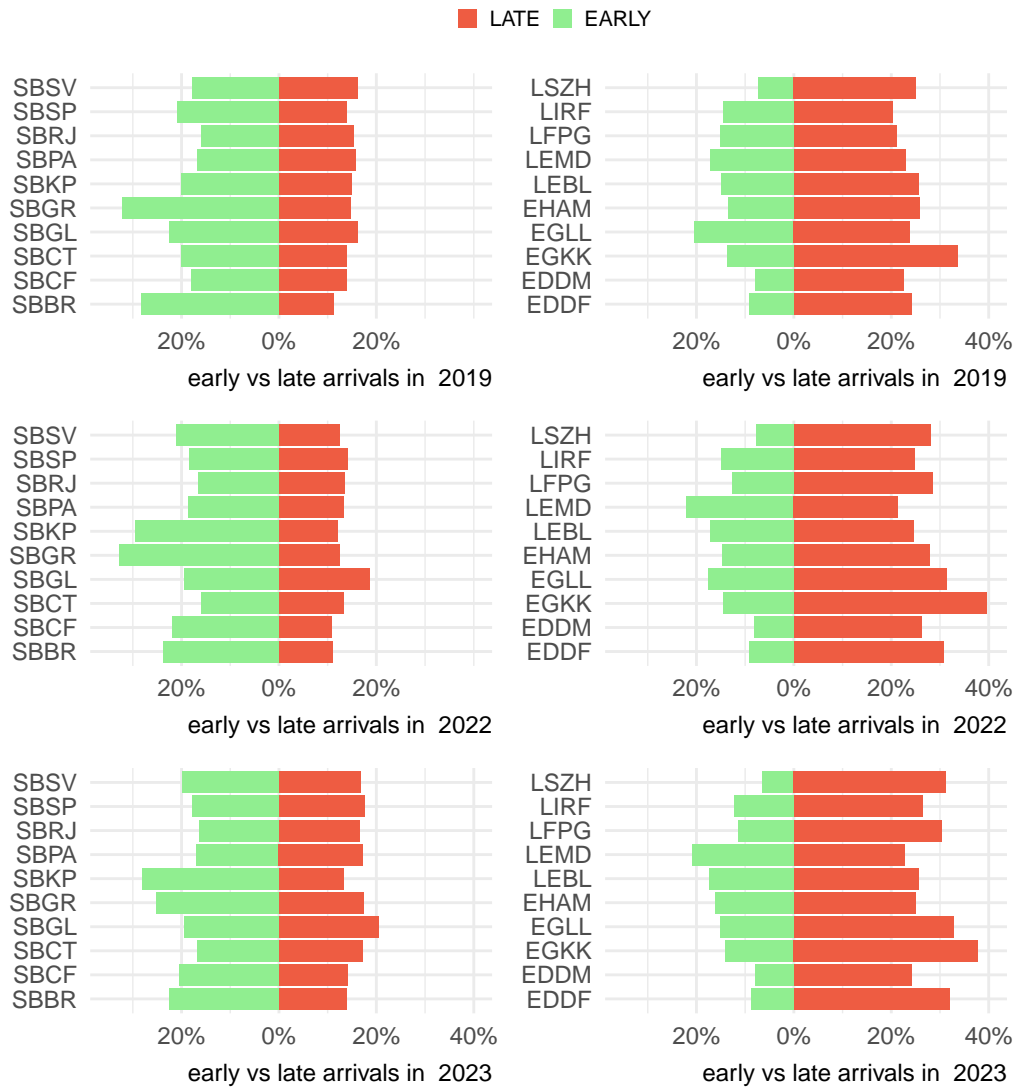 LATE EARLY
SBSV
SBSP
SBRJ
SBPA
SBKP
SBGR
SBGL
SBCT
SBCF
SBBR
20% 0% 20%
early vs late arrivals in 2019
LSZH
LIRF
LFPG
LEMD
LEBL
EHAM
EGLL
EGKK
EDDM
EDDF
20% 0% 20% 40%
early vs late arrivals in 2019
SBSV
SBSP
SBRJ
SBPA
SBKP
SBGR
SBGL
SBCT
SBCF
SBBR
20% 0% 20%
early vs late arrivals in 2022
LSZH
LIRF
LFPG
LEMD
LEBL
EHAM
EGLL
EGKK
EDDM
EDDF
20% 0% 20% 40%
early vs late arrivals in 2022
SBSV
SBSP
SBRJ
SBPA
SBKP
SBGR
SBGL
SBCT
SBCF
SBBR
20% 0% 20% 40%
early vs late arrivals in 2023
LSZH
LIRF
LFPG
LEMD
LEBL
EHAM
EGLL
EGKK
EDDM
EDDF
20% 0% 20% 40%
early vs late arrivals in 2023